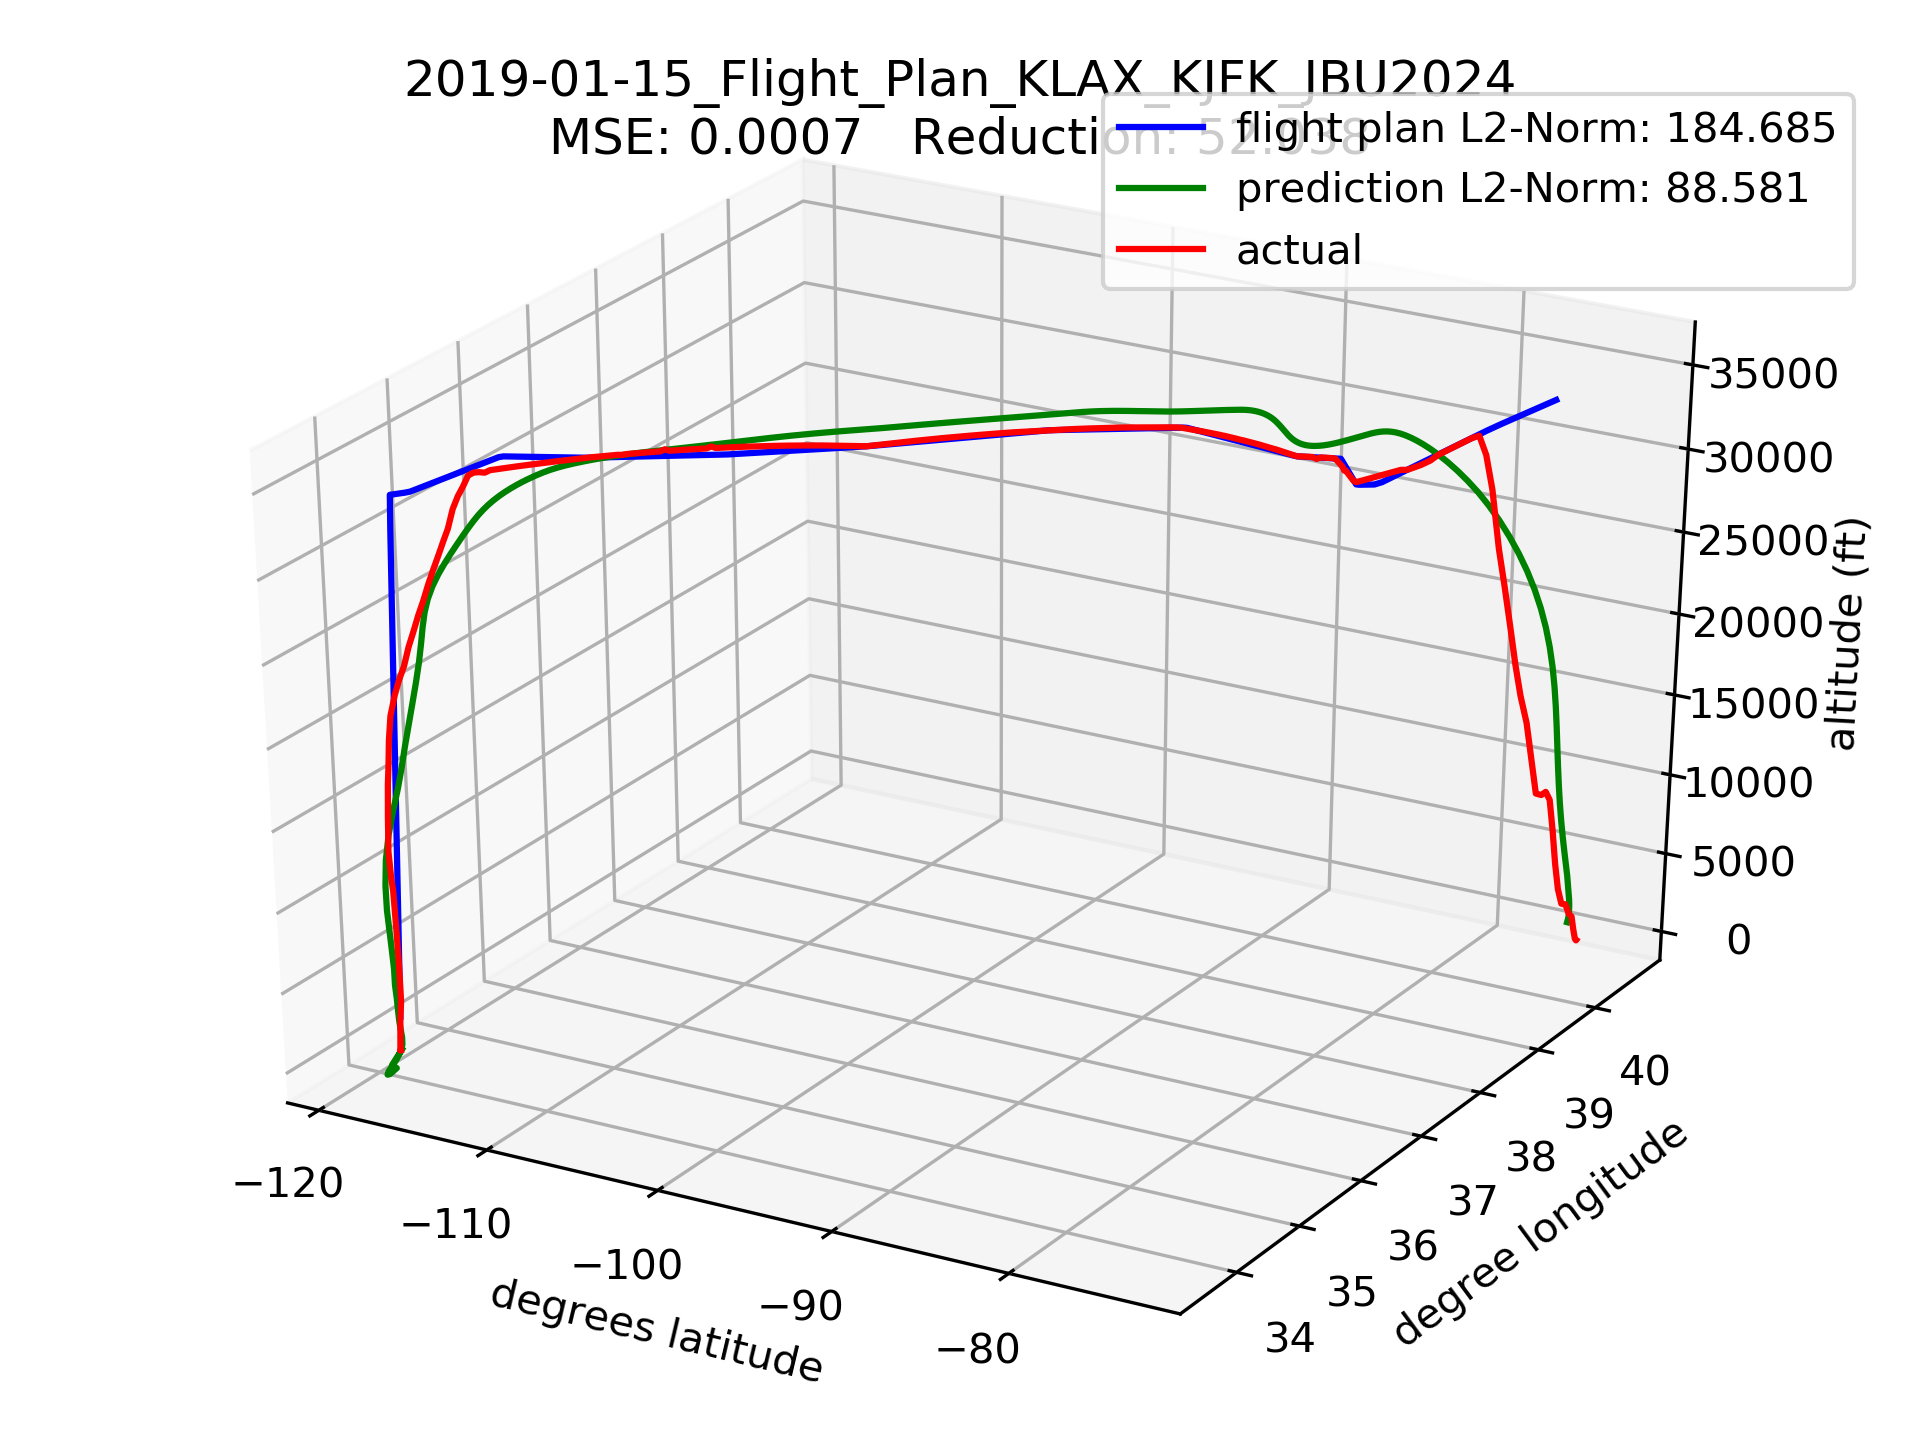 2019-01-15_Flight_Plan_KLAX_KJFK_JBU2024
MSE: 0.0007 Reduction: 52.038
flight plan L2-Norm: 184.685
prediction L2-Norm: 88.581
actual
35000
30000
25000
20000
15000
10000
5000
0
altitude (ft)
−120
−110
−100
−90
−80
degrees latitude
34
35
36
37
38
39
40
degree longitude